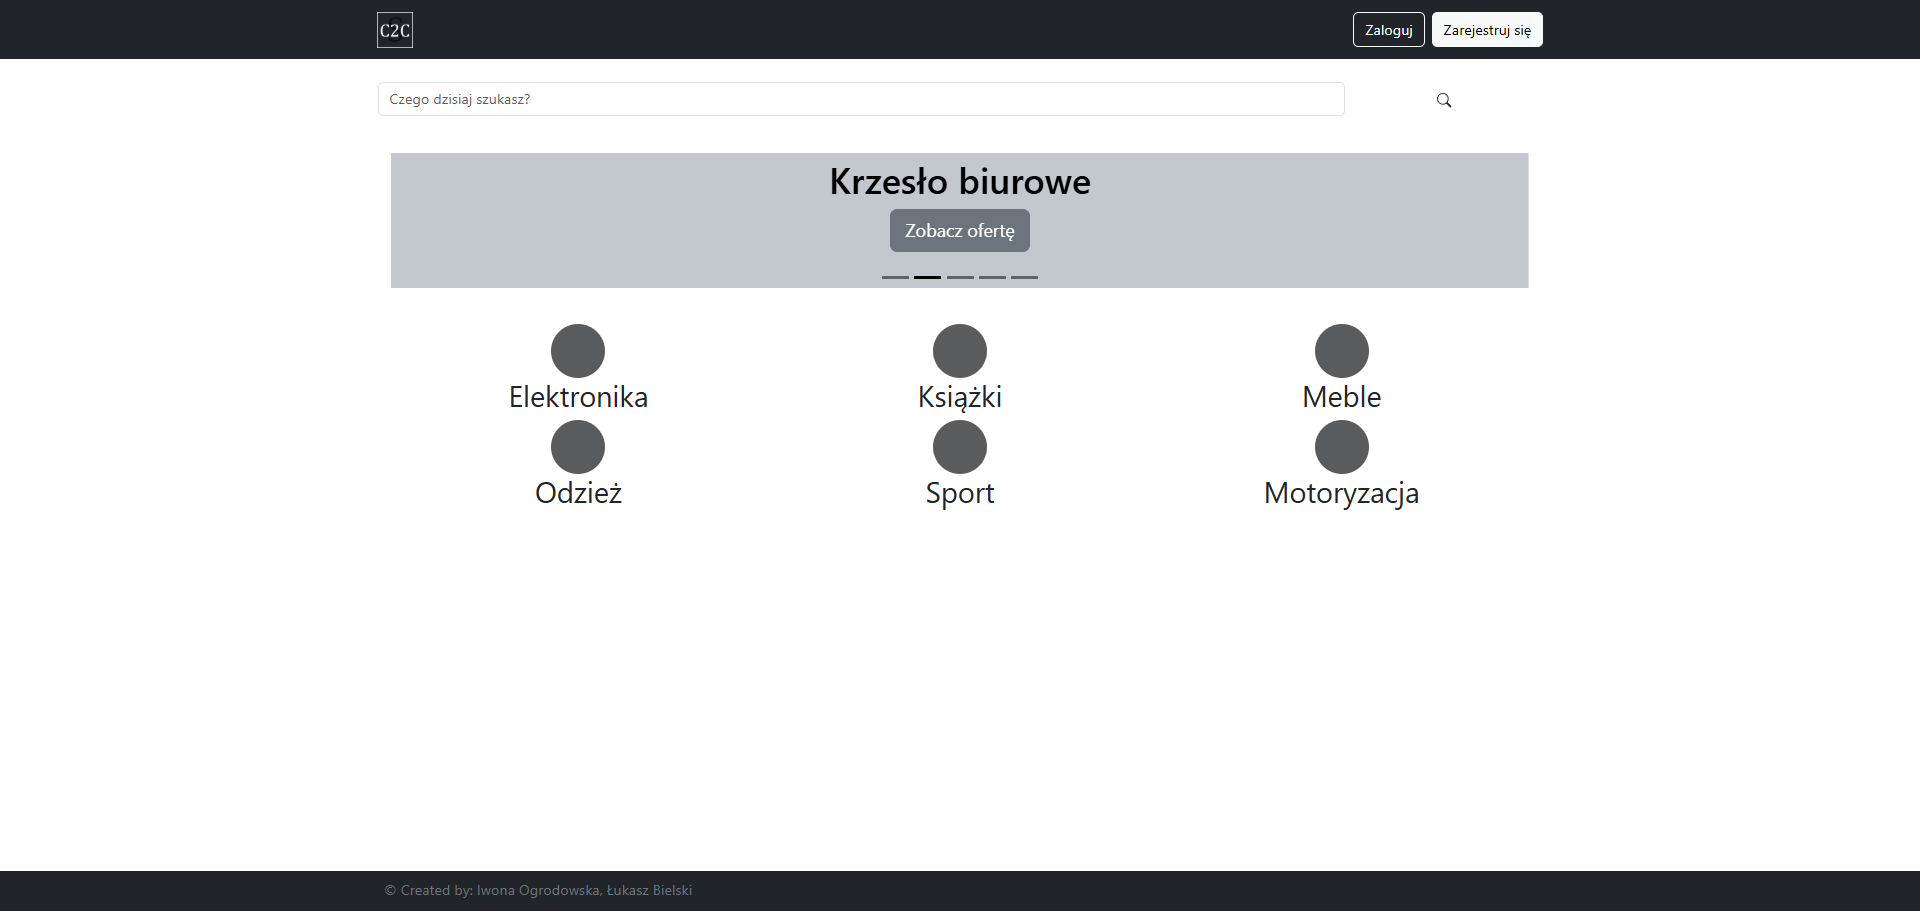 C2C
Zaloguj
Zarejestruj się
Czego dzisiaj szukasz?
Krzesło biurowe
Zobacz ofertę
Elektronika
Książki
Meble
Odzież
Sport
Motoryzacja
© Created by: Iwona Ogrodowska, Łukasz Bielski